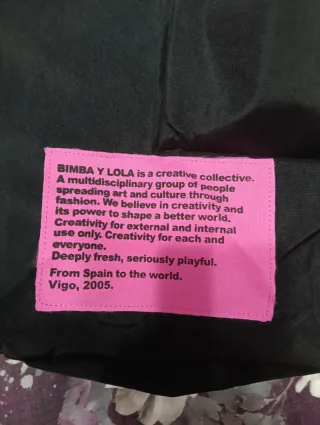 BIMBA Y LOLA is a creative collective.
A multidisciplinary group of people
spreading art and culture through
fashion. We believe in creativity and
its power to shape a better world.
Creativity for external and internal
use only. Creativity for each and
everyone.
Deeply fresh, seriously playful.
From Spain to the world.
Vigo, 2005.